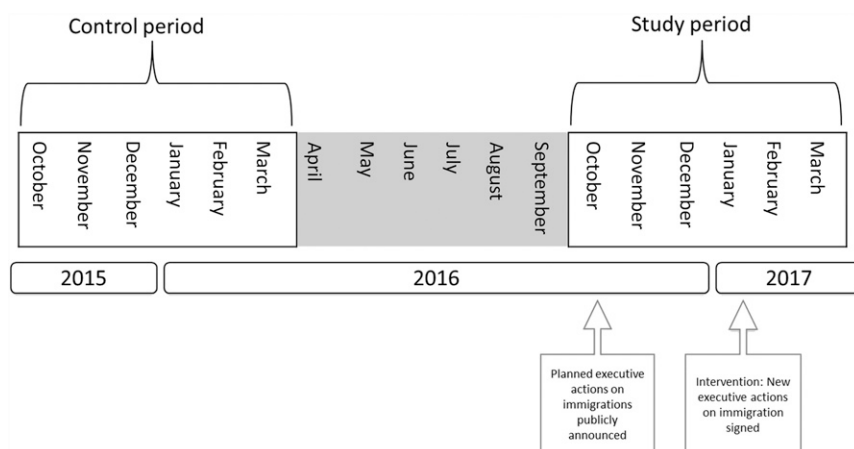 Control period
Study period
October
November
December
January
February
March
April
May
June
July
August
September
October
November
December
January
February
March
2015
2016
2017
Planned executive
actions on
immigrations
publicly
announced
Intervention: New
executive actions
on immigration
signed